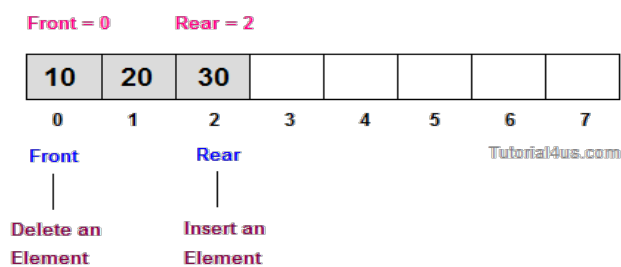 Front = 0 Rear = 2
10 20 30
0 1 2 3 4 5 6 7
Front Rear Tutorial4us.com
Delete an Insert an
Element Element